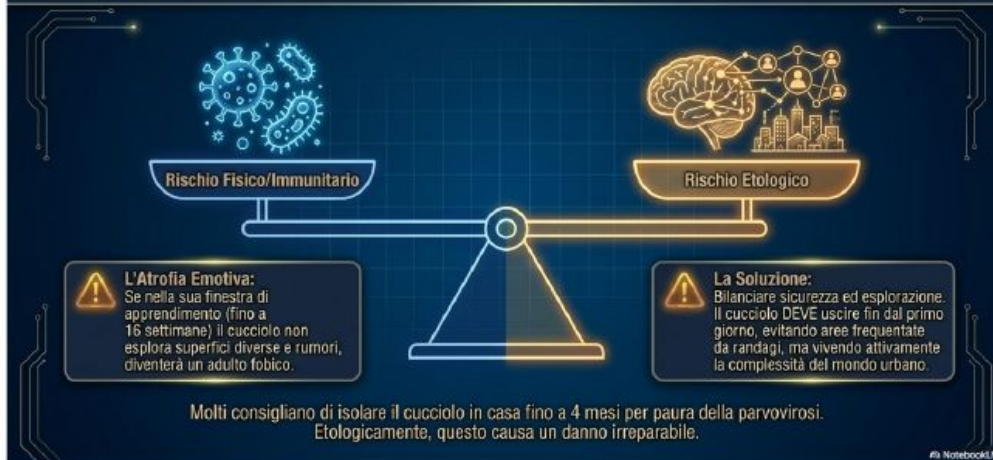 Rischio Fisico/Immunitario
Rischio Etologico
L'Atrofia Emotiva:
Se nella sua finestra di
apprendimento (fino a
16 settimane) il cucciolo non
esplora superfici diverse e rumori,
diventerà un adulto fobico.
La Soluzione:
Bilanciare sicurezza ed esplorazione.
Il cucciolo DEVE uscire fin dal primo
giorno, evitando aree frequentate
da randagi, ma vivendo attivamente
la complessità del mondo urbano.
Molti consigliano di isolare il cucciolo in casa fino a 4 mesi per paura della parvovirosi.
Etologicamente, questo causa un danno irreparabile.